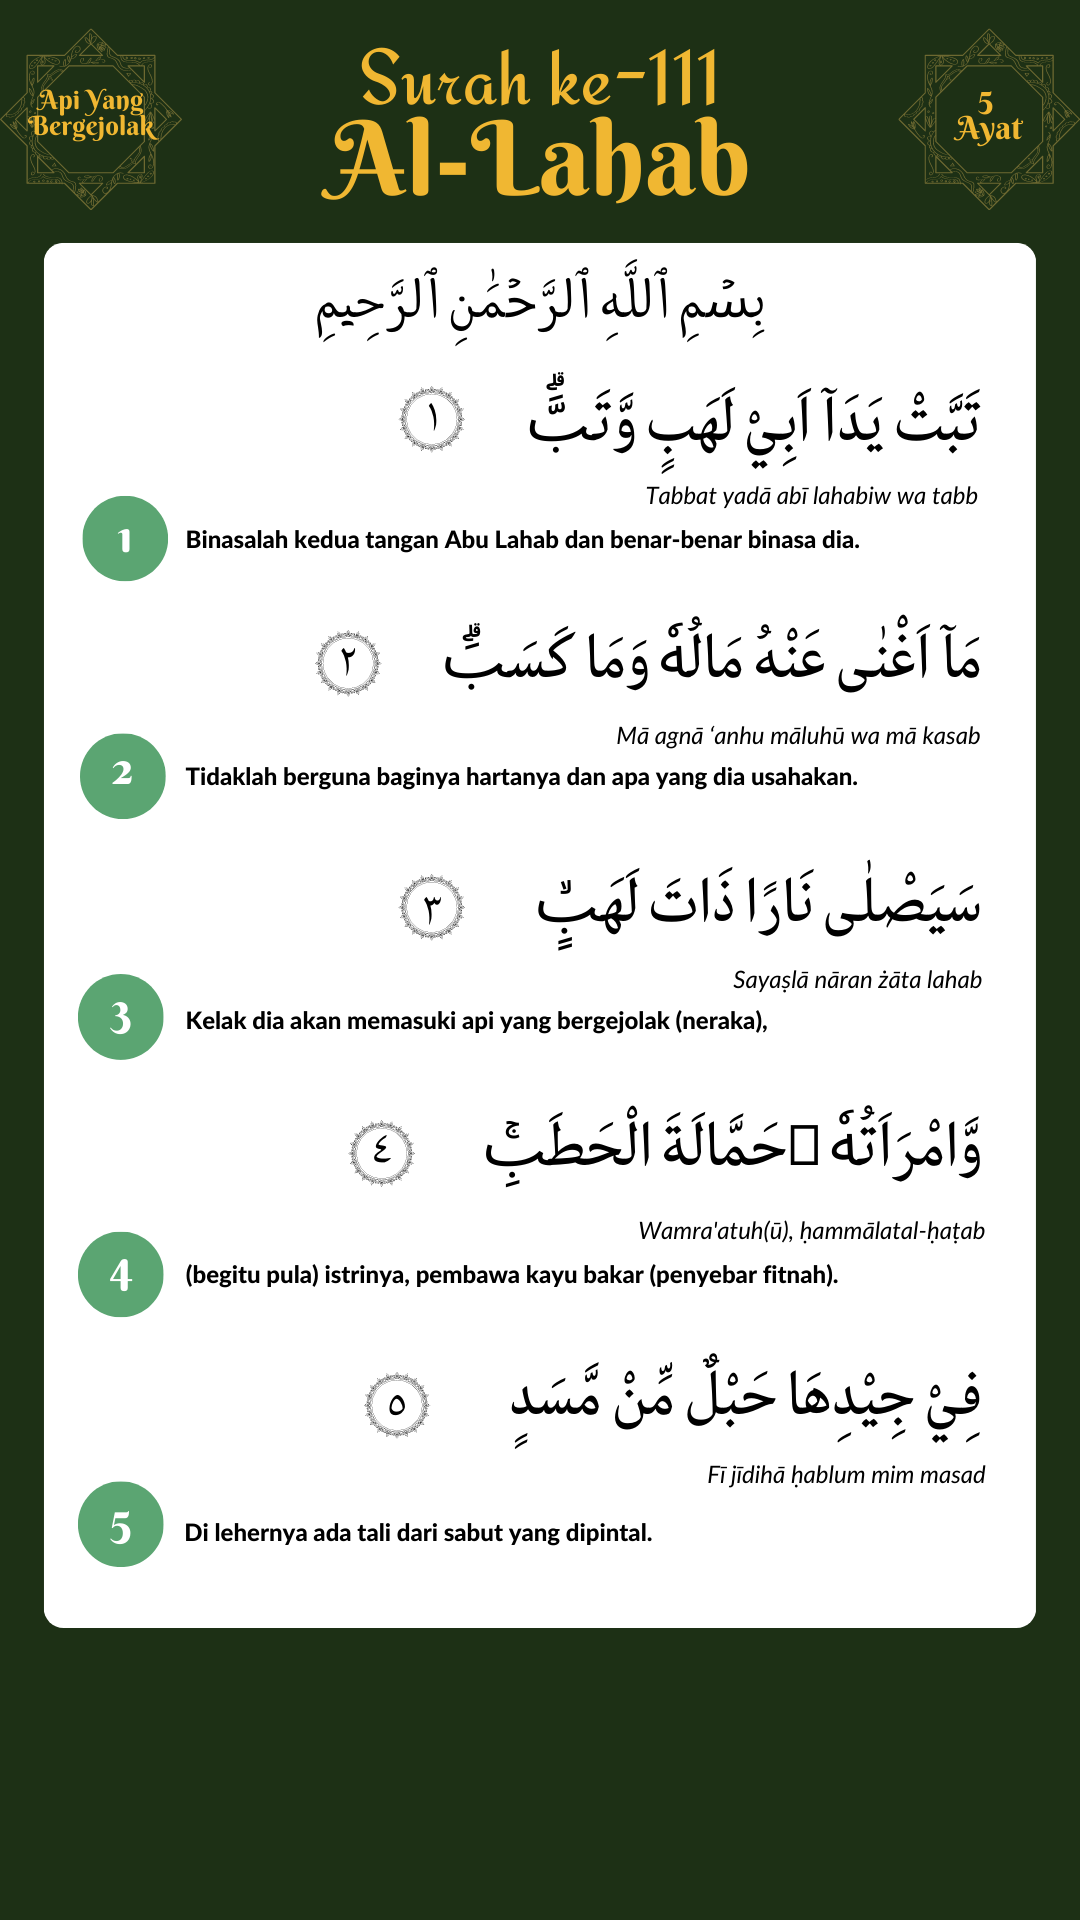 Api Yang
Bergejolak
Surah ke-111
Al-Lahab
5
Ayat
بِسْمِ ٱللَّهِ ٱلرَّحْمَٰنِ ٱلرَّحِيمِ
تَبَّتْ يَدَآ اَبِيْ لَهَبٍ وَّتَبَّۗ ١
Tabbat yadā abī lahabiw wa tabb
1 Binasalah kedua tangan Abu Lahab dan benar-benar binasa dia.
مَآ اَغْنٰى عَنْهُ مَالُهٗ وَمَا كَسَبَۗ ٢
Mā agnā ‘anhu māluhū wa mā kasab
2 Tidaklah berguna baginya hartanya dan apa yang dia usahakan.
سَيَصْلٰى نَارًا ذَاتَ لَهَبٍۙ ٣
Sayaṣlā nāran żāta lahab
3 Kelak dia akan memasuki api yang bergejolak (neraka),
وَّامْرَاَتُهٗ ▯حَمَّالَةَ الْحَطَبِۚ ٤
Wamra'atuh(ū), ḥammālatal-ḥaṭab
4 (begitu pula) istrinya, pembawa kayu bakar (penyebar fitnah).
فِيْ جِيْدِهَا حَبْلٌ مِّنْ مَّسَدٍ ٥
Fī jīdihā ḥablum mim masad
5 Di lehernya ada tali dari sabut yang dipintal.